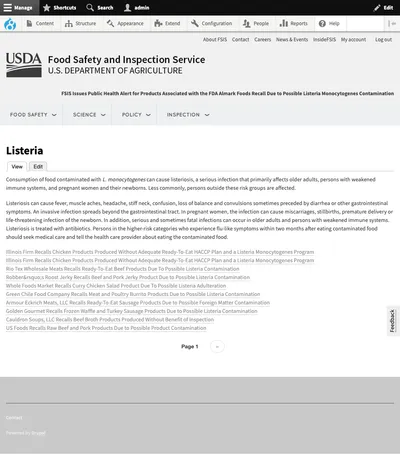 Manage Shortcuts Search admin
Content Structure Appearance Extend Configuration People Reports Help
About FSIS Contact Careers News & Events InsideFSIS My account Log out
USDA Food Safety and Inspection Service
U.S. DEPARTMENT OF AGRICULTURE
FSIS Issues Public Health Alert for Products Associated with the FDA Almark Foods Recall Due to Possible Listeria Monocytogenes Contamination
FOOD SAFETY SCIENCE POLICY INSPECTION
Listeria
View Edit
Consumption of food contaminated with L. monocytogenes can cause listeriosis, a serious infection that primarily affects older adults, persons with weakened
immune systems, and pregnant women and their newborns. Less commonly, persons outside these risk groups are affected.
Listeriosis can cause fever, muscle aches, headache, stiff neck, confusion, loss of balance and convulsions sometimes preceded by diarrhea or other gastrointestinal
symptoms. An invasive infection spreads beyond the gastrointestinal tract. In pregnant women, the infection can cause miscarriages, stillbirths, premature delivery or
life-threatening infection of the newborn. In addition, serious and sometimes fatal infections can occur in older adults and persons with weakened immune systems.
Listeriosis is treated with antibiotics. Persons in the higher-risk categories who experience flu-like symptoms within two months after eating contaminated food
should seek medical care and tell the health care provider about eating the contaminated food.
Illinois-Firm Recalls Chicken Products Produced Without Adequate Ready-To-Eat HACCP Plan and a Listeria Monocytogenes Program
Illinois Firm Recalls Chicken Products Produced Without Adequate Ready-To-Eat HACCP Plan and a Listeria Monocytogenes Program
Rio Tex Wholesale Meats Recalls Ready-To-Eat Beef Products Due To Possible Listeria Contamination
Jerky Recalls Beef and Pork Jerky Product Due to Possible Listeria Contamination
Whole Foods Market Recalls Curry Chicken Salad Product Due To Possible Listeria Adulteration
Green Chile Food Company Recalls Meat and Poultry Burrito Products Due to Possible Listeria Contamination
Armour Eckrich Meats, LLC Recalls Ready-To-Eat Sausage Products Due to Possible Foreign Matter Contamination
Golden Gourmet Recalls Frozen Waffle and Turkey Sausage Products Due to Possible Listeria Contamination
Cauldron Soups, LLC Recalls Beef Broth Products Produced Without Benefit of Inspection
US Foods Recalls Raw Beef and Pork Products Due to Possible Product Contamination
Feedback
Page 1
Contact
Powered by Drupal